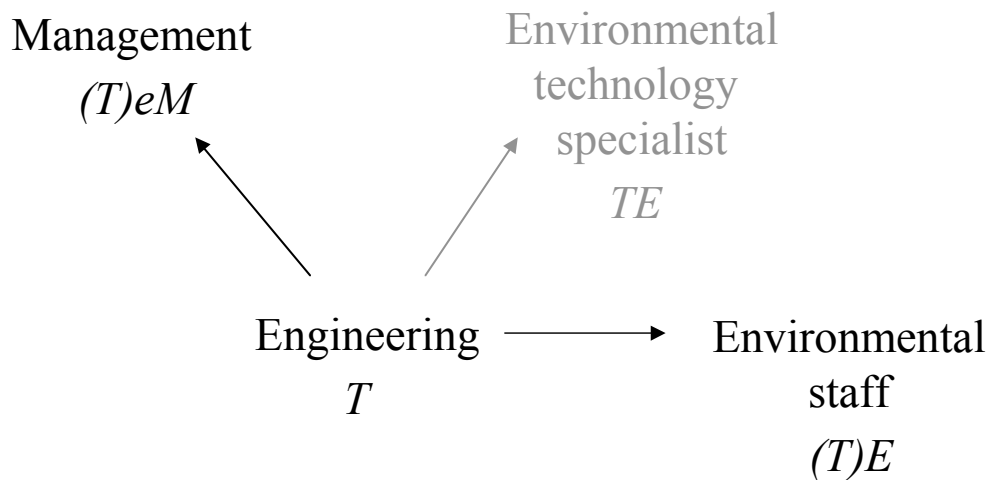 Management
(T)eM
Environmental
technology
specialist
TE
Engineering
T
Environmental
staff
(T)E